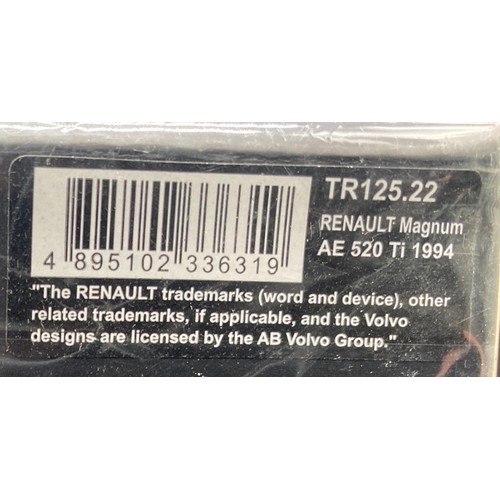 TR125.22
RENAULT Magnum
AE 520 Ti 1994
4 895102 336319
"The RENAULT trademarks (word and device), other
related trademarks, if applicable, and the Volvo
designs are licensed by the AB Volvo Group."